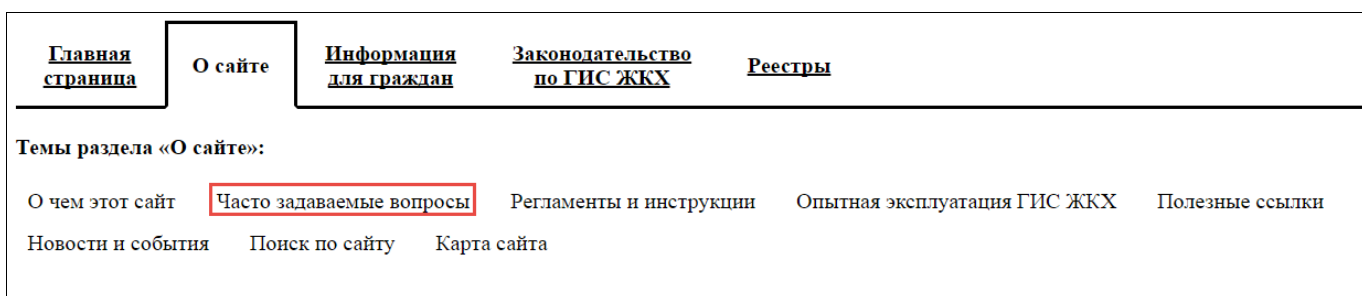 Главная
страница
О сайте
Информация
для граждан
Законодательство
по ГИС ЖКХ
Реестры
Темы раздела «О сайте»:
О чем этот сайт Часто задаваемые вопросы Регламенты и инструкции Опытная эксплуатация ГИС ЖКХ Полезные ссылки
Новости и события Поиск по сайту Карта сайта